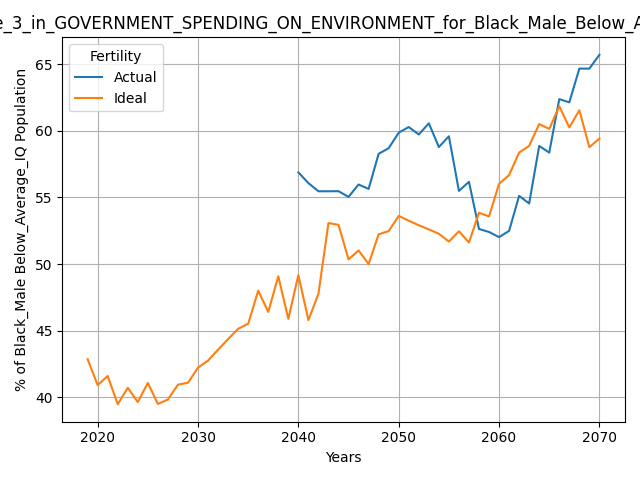 e_3_in_GOVERNMENT_SPENDING_ON_ENVIRONMENT_for_Black_Male_Below_A
Fertility
Actual
Ideal
% of Black_Male Below_Average_IQ Population
65
60
55
50
45
40
2020 2030 2040 2050 2060 2070
Years